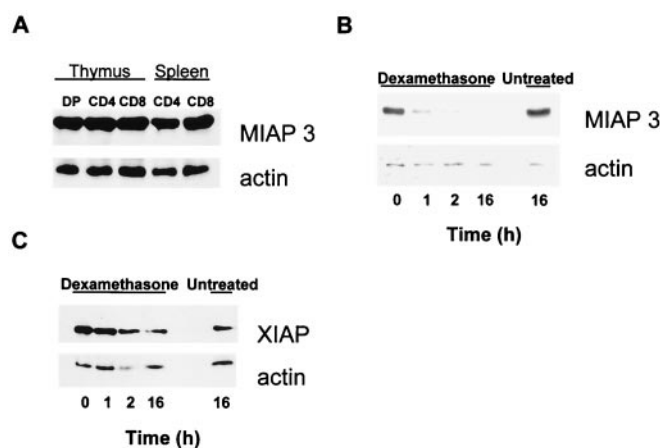 A
Thymus Spleen
DP CD4 CD8 CD4 CD8
MIAP 3
actin
B
Dexamethasone Untreated
MIAP 3
actin
0 1 2 16 16
Time (h)
C
Dexamethasone Untreated
XIAP
actin
0 1 2 16 16
Time (h)